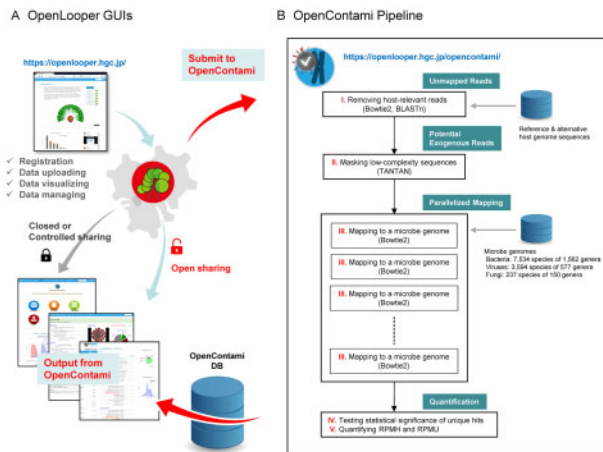 A OpenLooper GUIs
https://openlooper.hgc.jp/
Submit to
OpenContami
✓ Registration
✓ Data uploading
✓ Data visualizing
✓ Data managing
Closed or
Controlled sharing
Open sharing
Output from
OpenContami
OpenContami
DB
B OpenContami Pipeline
https://openlooper.hgc.jp/opencontami/
Unmapped Reads
I. Removing host-relevant reads
(Bowtie2, BLASTn)
Reference & alternative
host genome sequences
Potential
Exogenous Reads
II. Masking low-complexity sequences
(TANTAN)
Parallelized Mapping
III. Mapping to a microbe genome
(Bowtie2)
III. Mapping to a microbe genome
(Bowtie2)
III. Mapping to a microbe genome
(Bowtie2)
III. Mapping to a microbe genome
(Bowtie2)
Microbe genomes
Bacteria: 7,534 species of 1,562 genera
Viruses: 3,594 species of 577 genera
Fungi: 237 species of 150 genera
Quantification
IV. Testing statistical significance of unique hits
V. Quantifying RPMH and RPMU